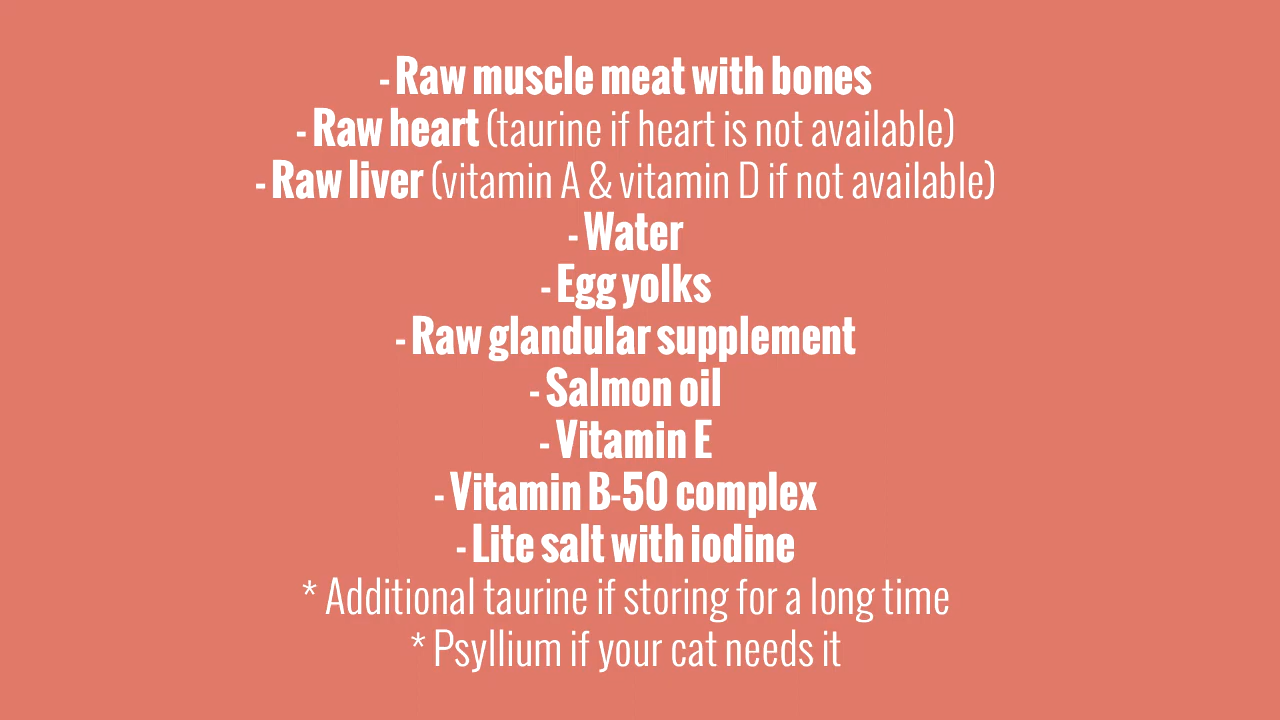 - Raw muscle meat with bones
- Raw heart (taurine if heart is not available)
- Raw liver (vitamin A & vitamin D if not available)
- Water
- Egg yolks
- Raw glandular supplement
- Salmon oil
- Vitamin E
- Vitamin B-50 complex
- Lite salt with iodine
* Additional taurine if storing for a long time
* Psyllium if your cat needs it